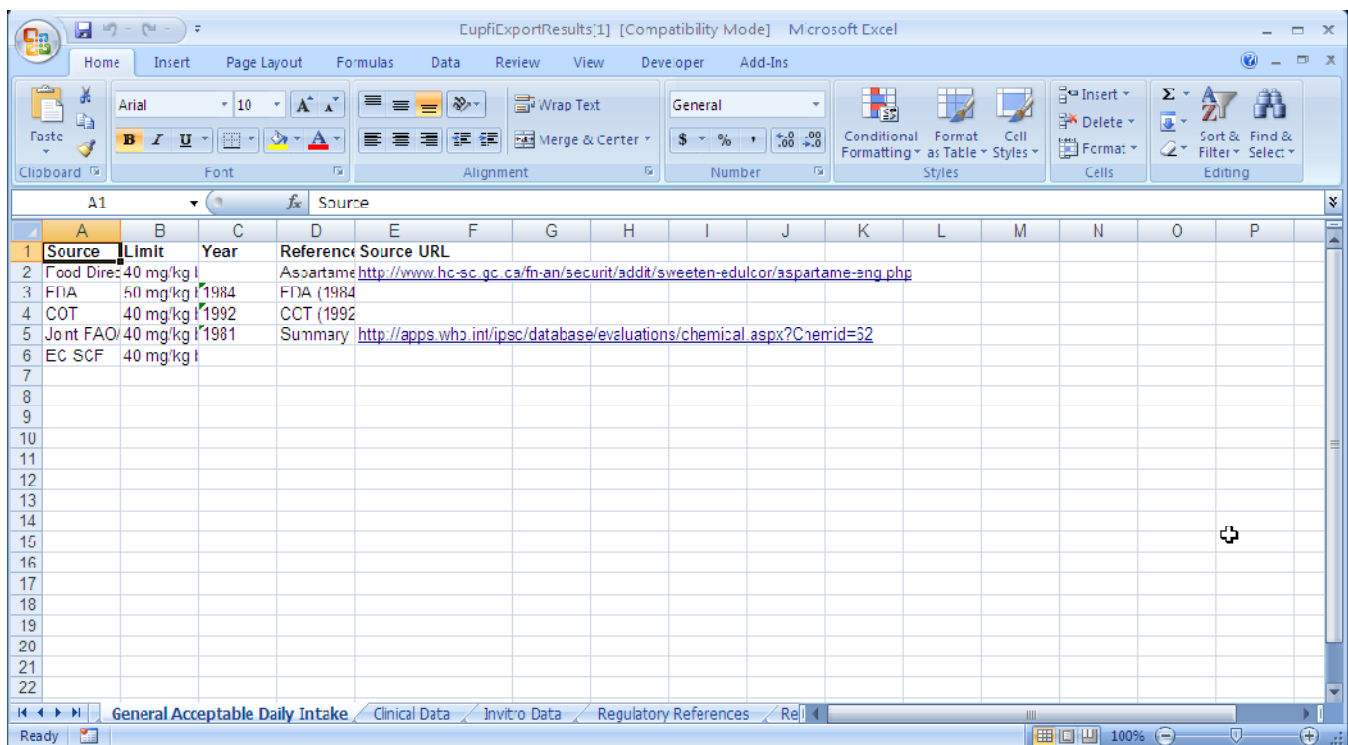 EupfiExportResults[1] [Compatibility Mode] Microsoft Excel
Home Insert Page Layout Formulas Data Review View Developer Add-Ins
Paste
Clipboard
Arial 10
B I U
Font
Wrap Text
Merge & Center
Alignment
General
$ % ,
Number
Conditional Formatting
Format as Table
Cell Styles
Styles
Insert
Delete
Format
Cells
Σ
Sort & Filter
Find & Select
Editing
A1 fx Source
A B C D E F G H I J K L M N O P
1 Source Limit Year Reference Source URL
2 Food Direc 40 mg/kg b Aspartame http://www.hc-sc.gc.ca/fn-an/securit/addit/sweeten-edulcor/aspartame-eng.php
3 FDA 50 mg/kg b 1984 FDA (1984
4 COT 40 mg/kg b 1992 COT (1992
5 Joint FAO/ 40 mg/kg b 1981 Summary http://apps.who.int/ipsc/database/evaluations/chemical.aspx?Chemid=62
6 EC SCF 40 mg/kg b
7
8
9
10
11
12
13
14
15
16
17
18
19
20
21
22
General Acceptable Daily Intake Clinical Data Invitro Data Regulatory References Rel
Ready 100%